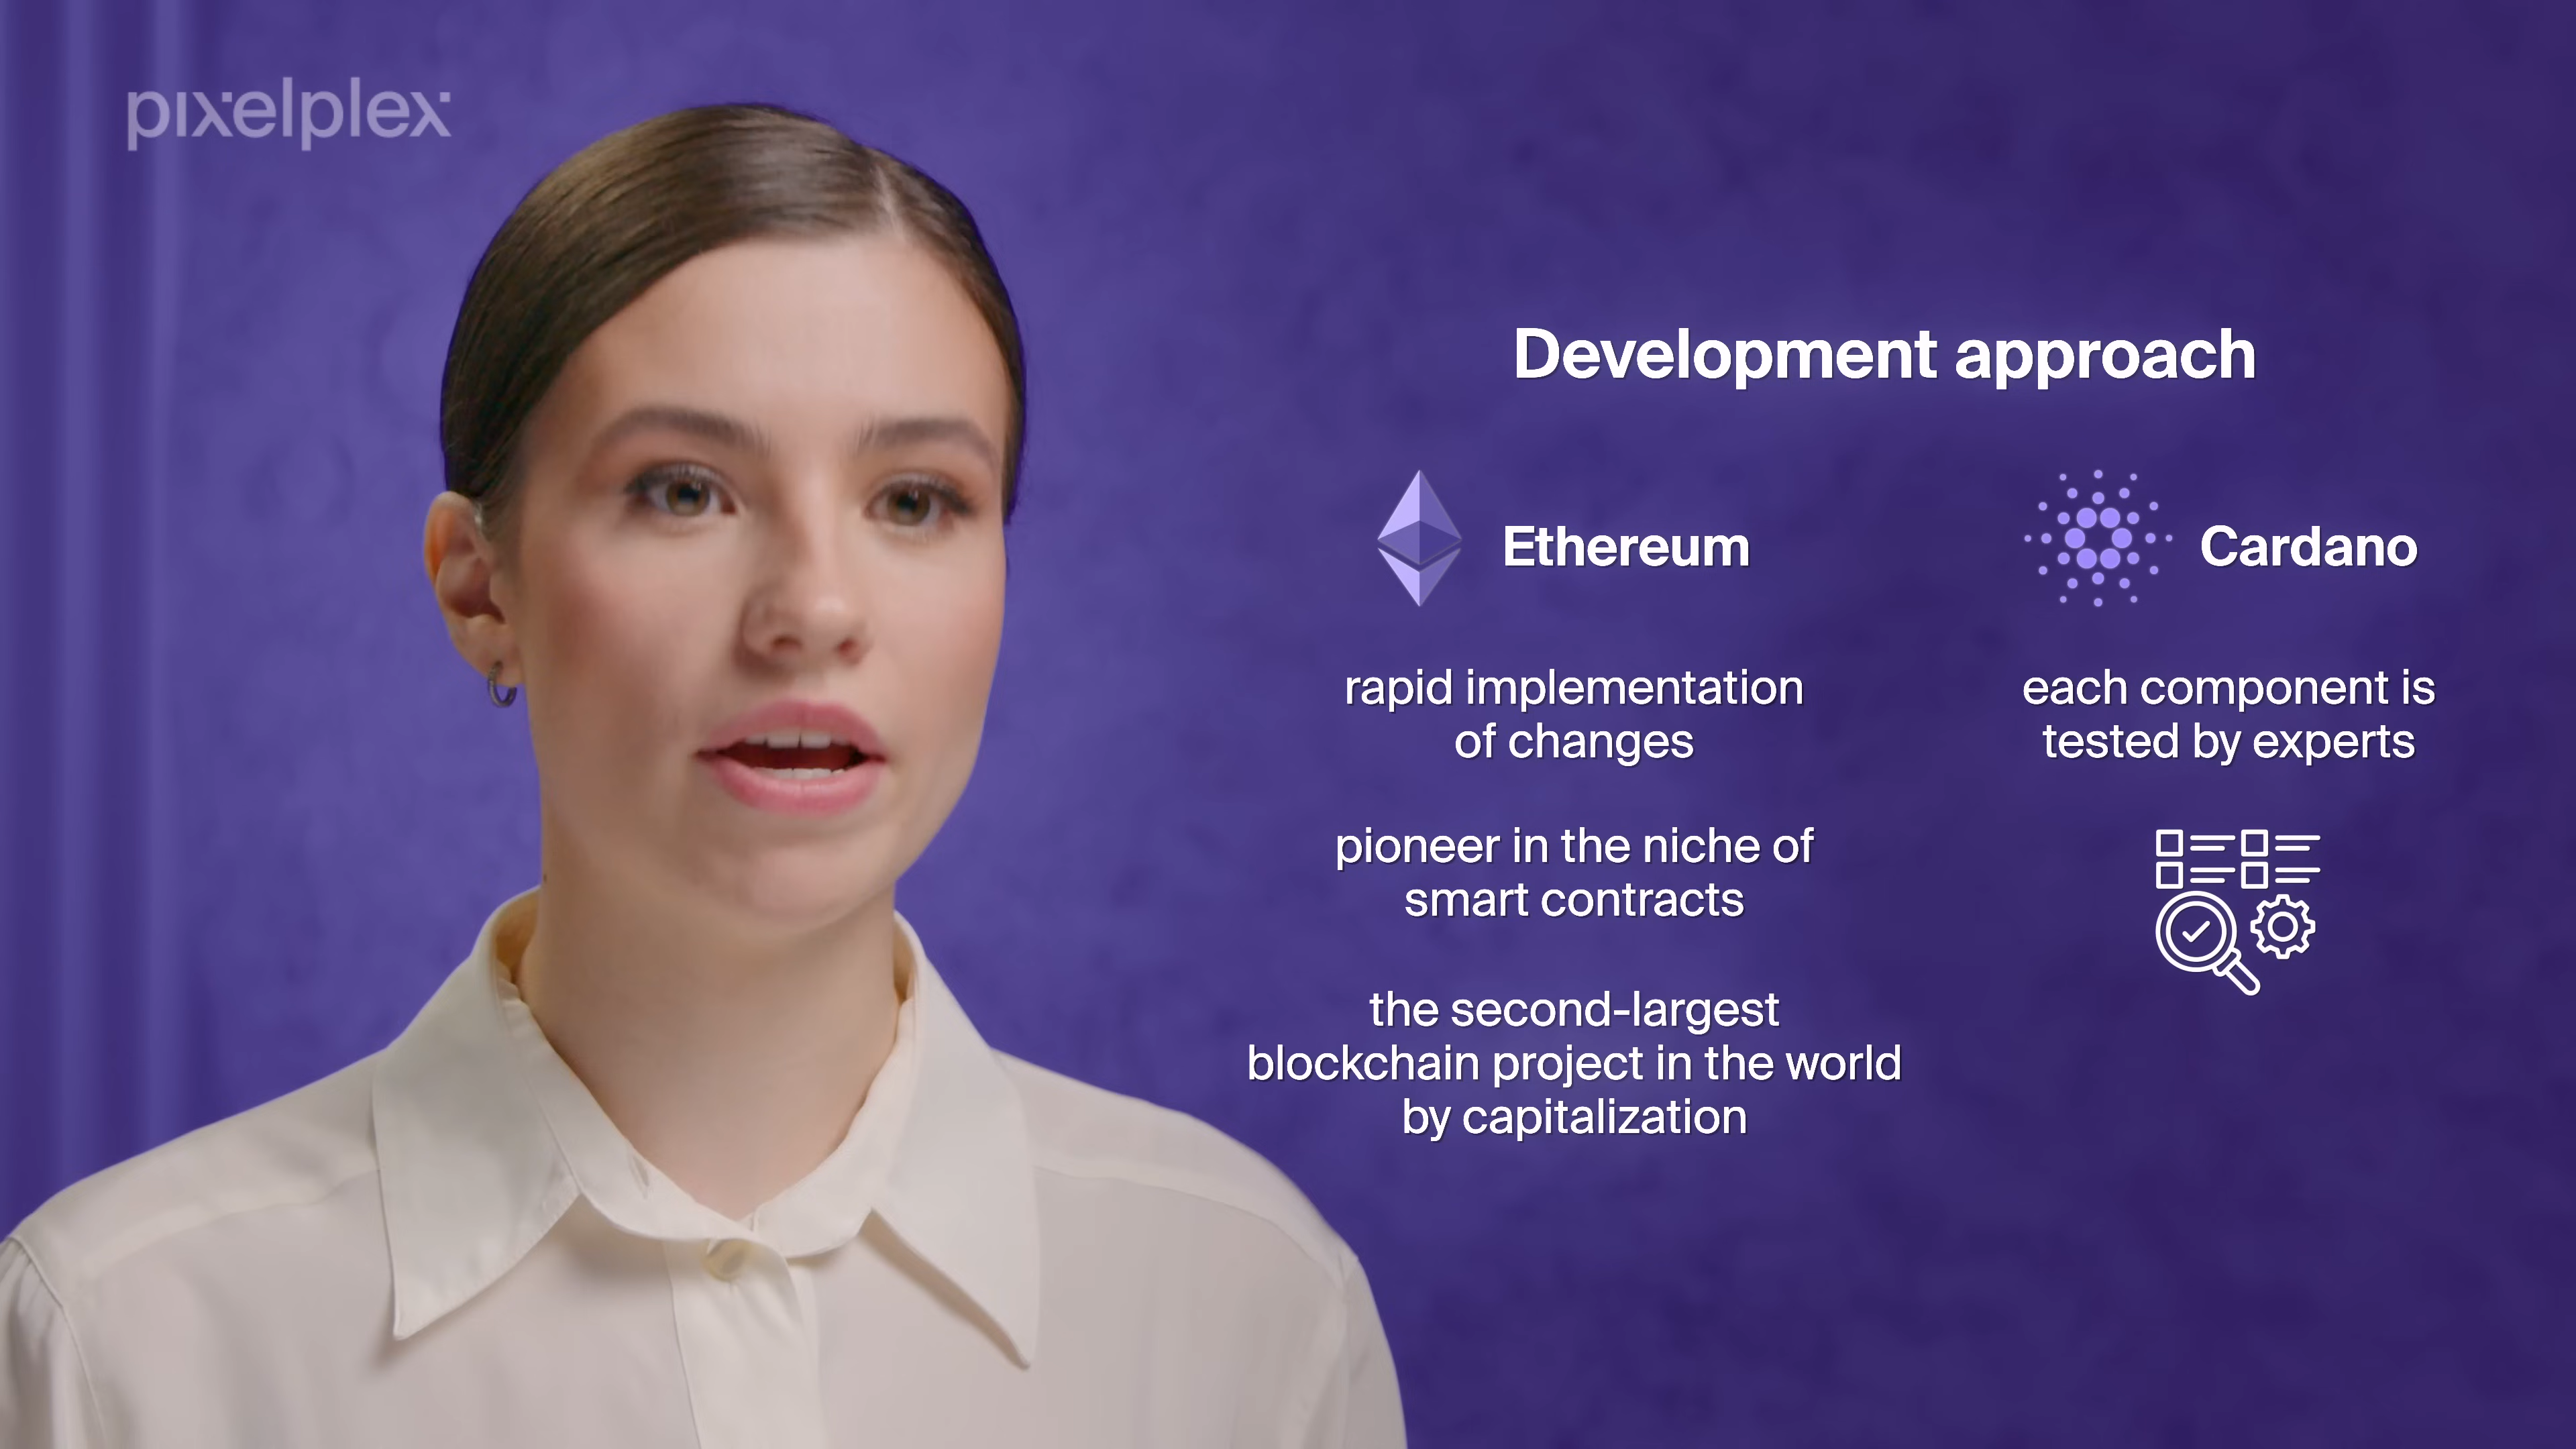 pixelplex
Development approach
Ethereum
rapid implementation
of changes
pioneer in the niche of
smart contracts
the second-largest
blockchain project in the world
by capitalization
Cardano
each component is
tested by experts